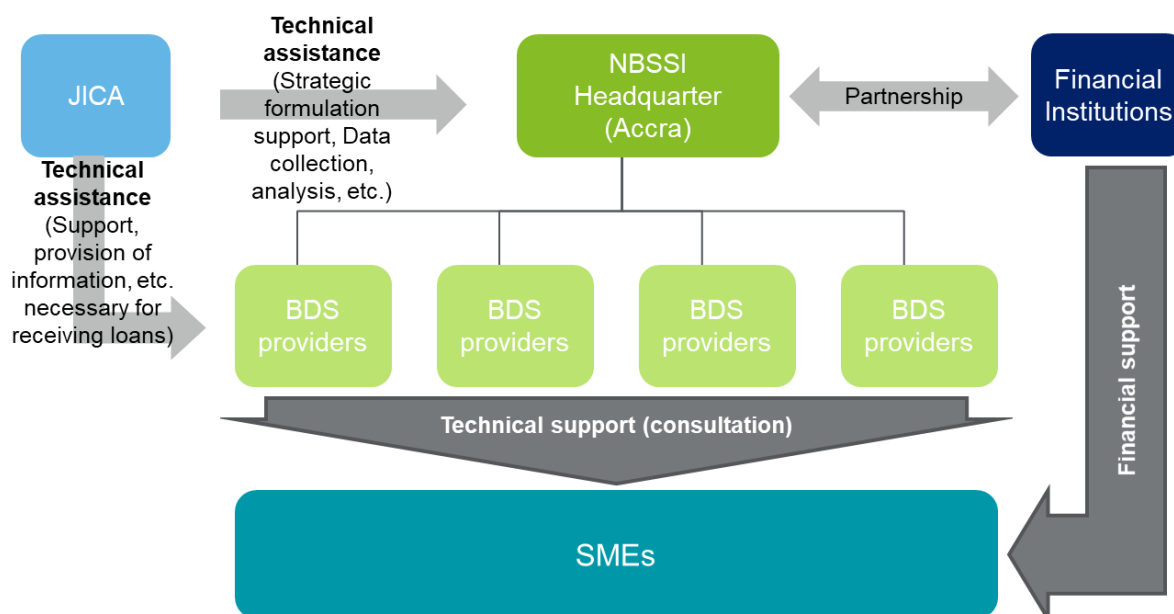 JICA
Technical
assistance
(Strategic
formulation
support, Data
collection,
analysis, etc.)
NBSSI
Headquarter
(Accra)
Partnership
Financial
Institutions
Technical
assistance
(Support,
provision of
information, etc.
necessary for
receiving loans)
BDS
providers
BDS
providers
BDS
providers
BDS
providers
Technical support (consultation)
Financial support
SMEs